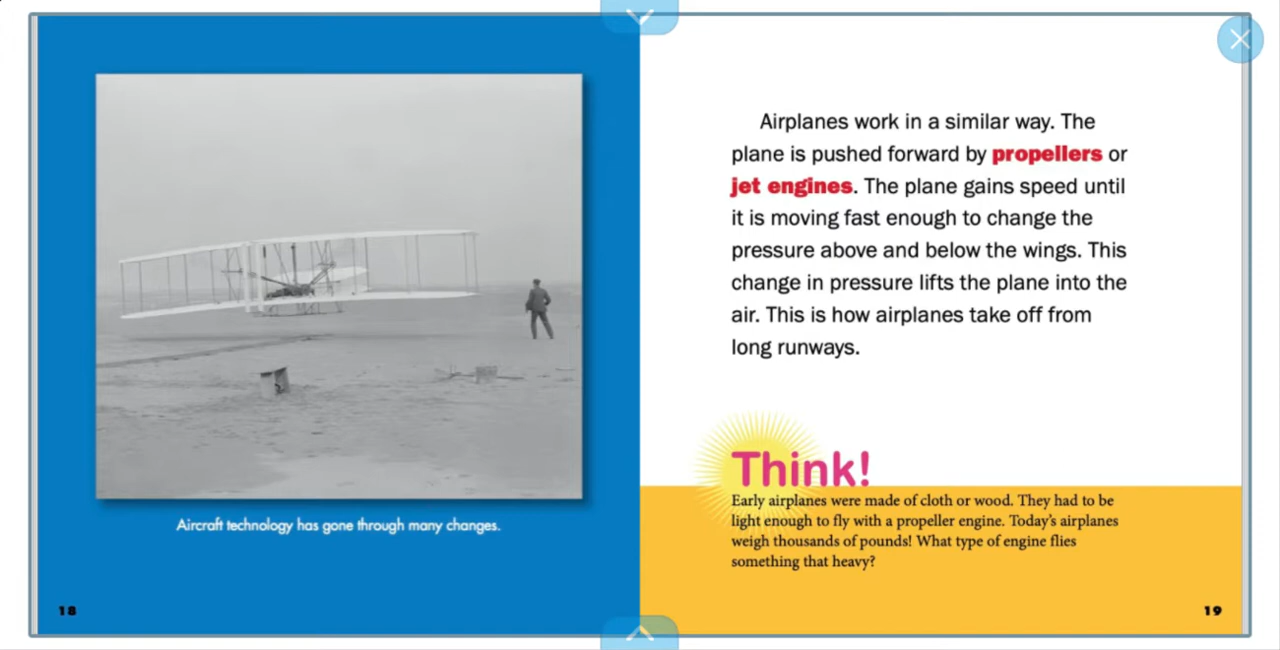 Aircraft technology has gone through many changes.
18
Airplanes work in a similar way. The
plane is pushed forward by propellers or
jet engines. The plane gains speed until
it is moving fast enough to change the
pressure above and below the wings. This
change in pressure lifts the plane into the
air. This is how airplanes take off from
long runways.
Think!
Early airplanes were made of cloth or wood. They had to be
light enough to fly with a propeller engine. Today's airplanes
weigh thousands of pounds! What type of engine flies
something that heavy?
19